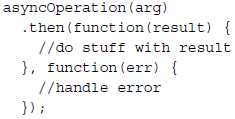 asyncOperation(arg)
  .then(function(result) {
    //do stuff with result
  }, function(err) {
    //handle error
  });